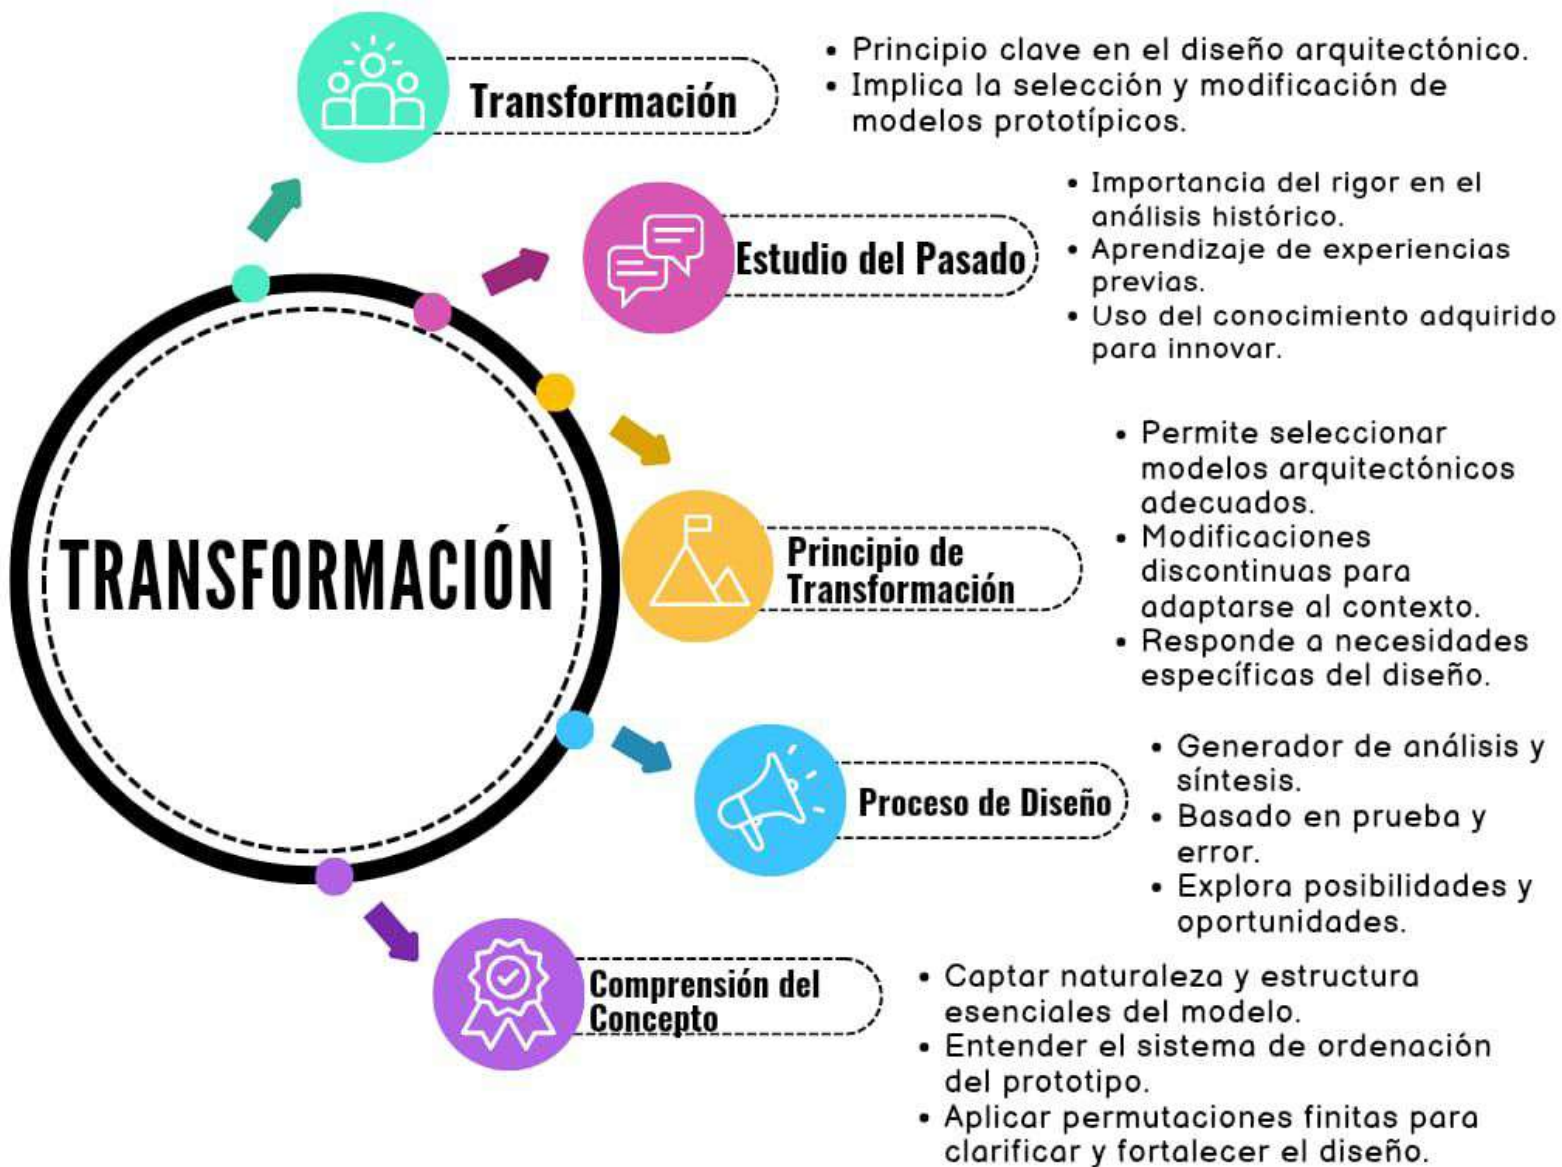 Transformación
• Principio clave en el diseño arquitectónico.
• Implica la selección y modificación de
modelos prototípicos.
Estudio del Pasado
• Importancia del rigor en el
análisis histórico.
• Aprendizaje de experiencias
previas.
• Uso del conocimiento adquirido
para innovar.
TRANSFORMACIÓN
Principio de
Transformación
• Permite seleccionar
modelos arquitectónicos
adecuados.
• Modificaciones
discontinuas para
adaptarse al contexto.
• Responde a necesidades
específicas del diseño.
Proceso de Diseño
• Generador de análisis y
síntesis.
• Basado en prueba y
error.
• Explora posibilidades y
oportunidades.
Comprensión del
Concepto
• Captar naturaleza y estructura
esenciales del modelo.
• Entender el sistema de ordenación
del prototipo.
• Aplicar permutaciones finitas para
clarificar y fortalecer el diseño.